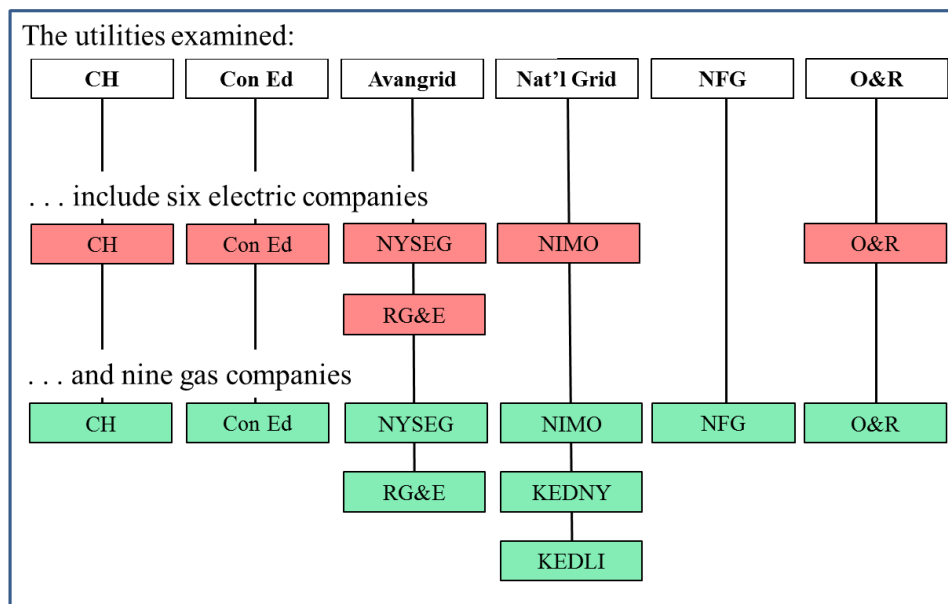 The utilities examined:
CH Con Ed Avangrid Nat’l Grid NFG O&R
. . . include six electric companies
CH Con Ed NYSEG NIMO O&R
RG&E
. . . and nine gas companies
CH Con Ed NYSEG NIMO NFG O&R
RG&E KEDNY
KEDLI